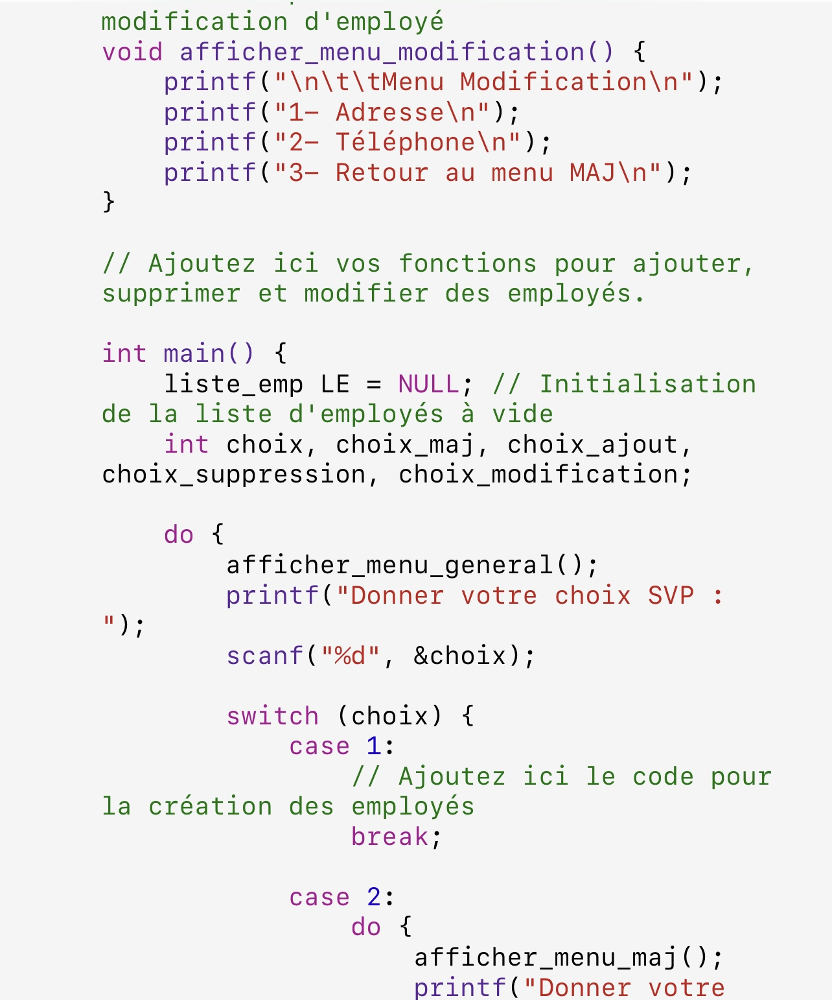 modification d'employé
void afficher_menu_modification() {
    printf("\n\t\tMenu Modification\n");
    printf("1- Adresse\n");
    printf("2- Téléphone\n");
    printf("3- Retour au menu MAJ\n");
}

// Ajoutez ici vos fonctions pour ajouter,
supprimer et modifier des employés.

int main() {
    liste_emp LE = NULL; // Initialisation
de la liste d'employés à vide
    int choix, choix_maj, choix_ajout,
choix_suppression, choix_modification;

    do {
        afficher_menu_general();
        printf("Donner votre choix SVP :
");
        scanf("%d", &choix);

        switch (choix) {
            case 1:
                // Ajoutez ici le code pour
la création des employés
                break;

            case 2:
                do {
                    afficher_menu_maj();
                    printf("Donner votre